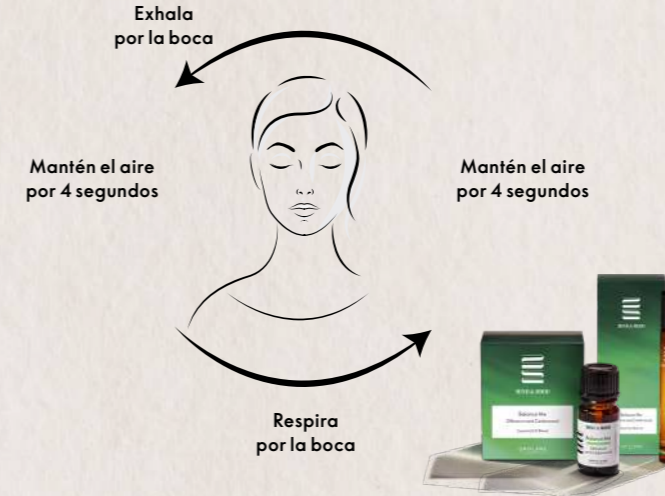 Exhala
por la boca
Mantén el aire
por 4 segundos
Mantén el aire
por 4 segundos
Respira
por la boca